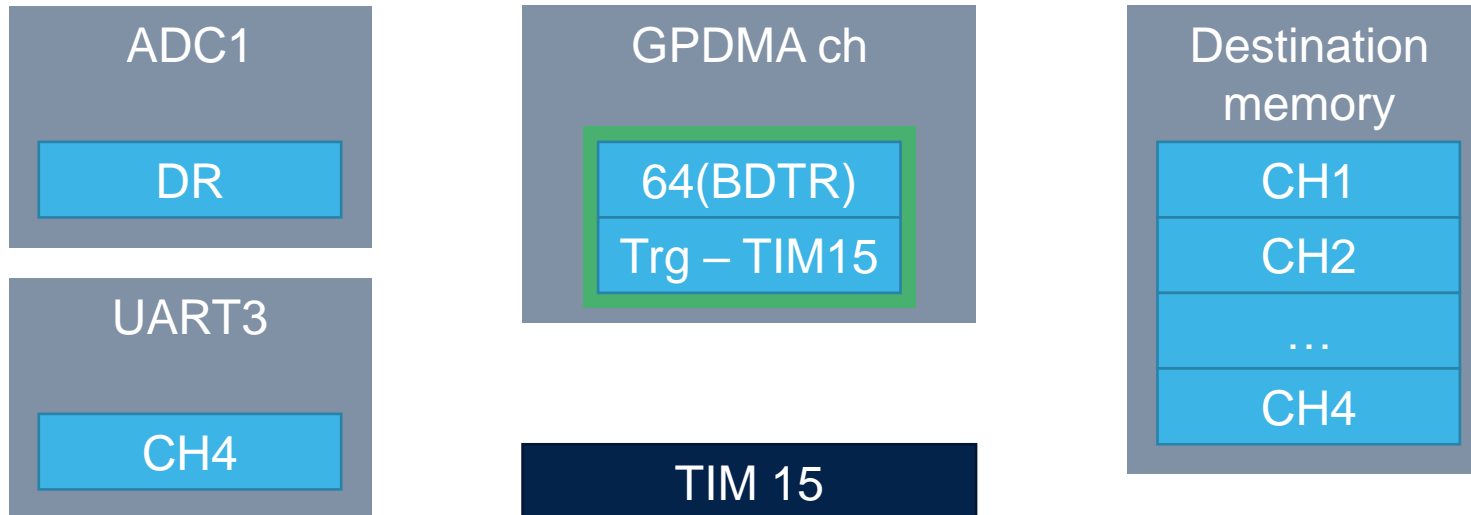 ADC1
DR
UART3
CH4
GPDMA ch
64(BDTR)
Trg – TIM15
TIM 15
Destination
memory
CH1
CH2
…
CH4